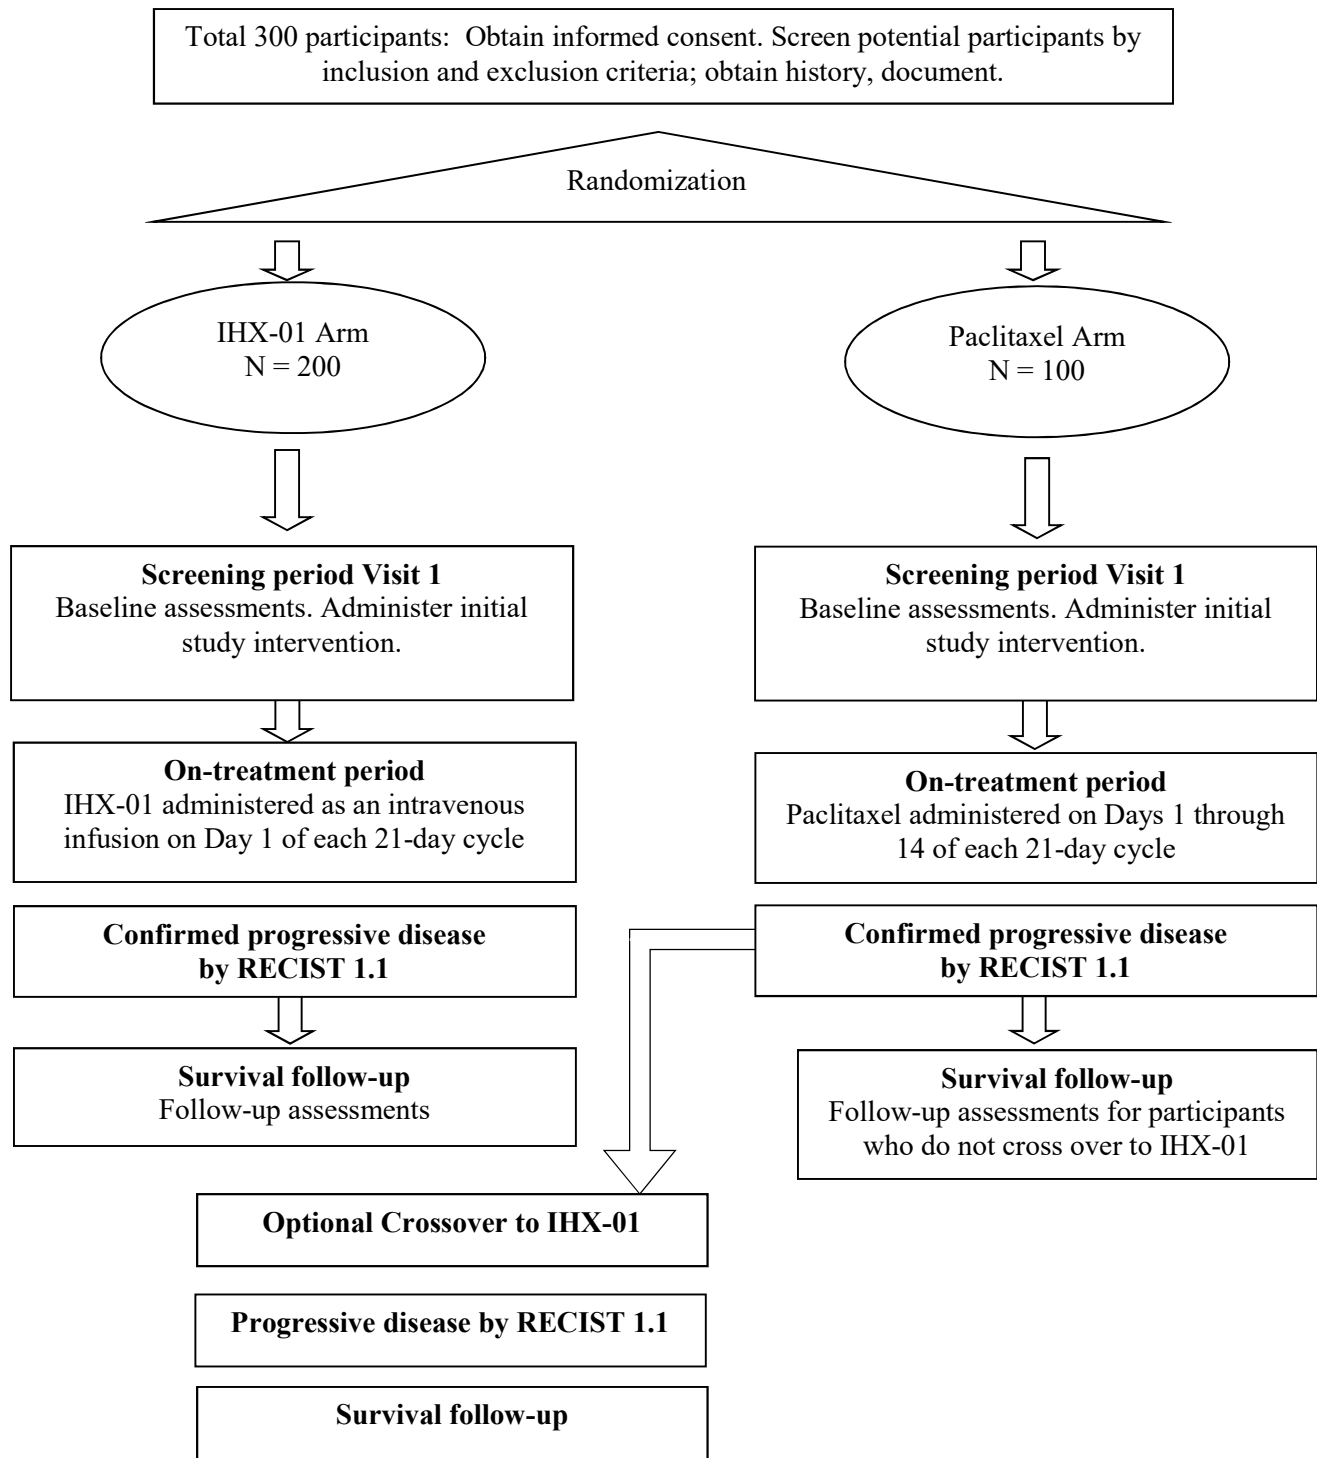 Total 300 participants: Obtain informed consent. Screen potential participants by
inclusion and exclusion criteria; obtain history, document.
Randomization
IHX-01 Arm
N = 200
Paclitaxel Arm
N = 100
Screening period Visit 1
Baseline assessments. Administer initial
study intervention.
Screening period Visit 1
Baseline assessments. Administer initial
study intervention.
On-treatment period
IHX-01 administered as an intravenous
infusion on Day 1 of each 21-day cycle
On-treatment period
Paclitaxel administered on Days 1 through
14 of each 21-day cycle
Confirmed progressive disease
by RECIST 1.1
Confirmed progressive disease
by RECIST 1.1
Survival follow-up
Follow-up assessments
Survival follow-up
Follow-up assessments for participants
who do not cross over to IHX-01
Optional Crossover to IHX-01
Progressive disease by RECIST 1.1
Survival follow-up